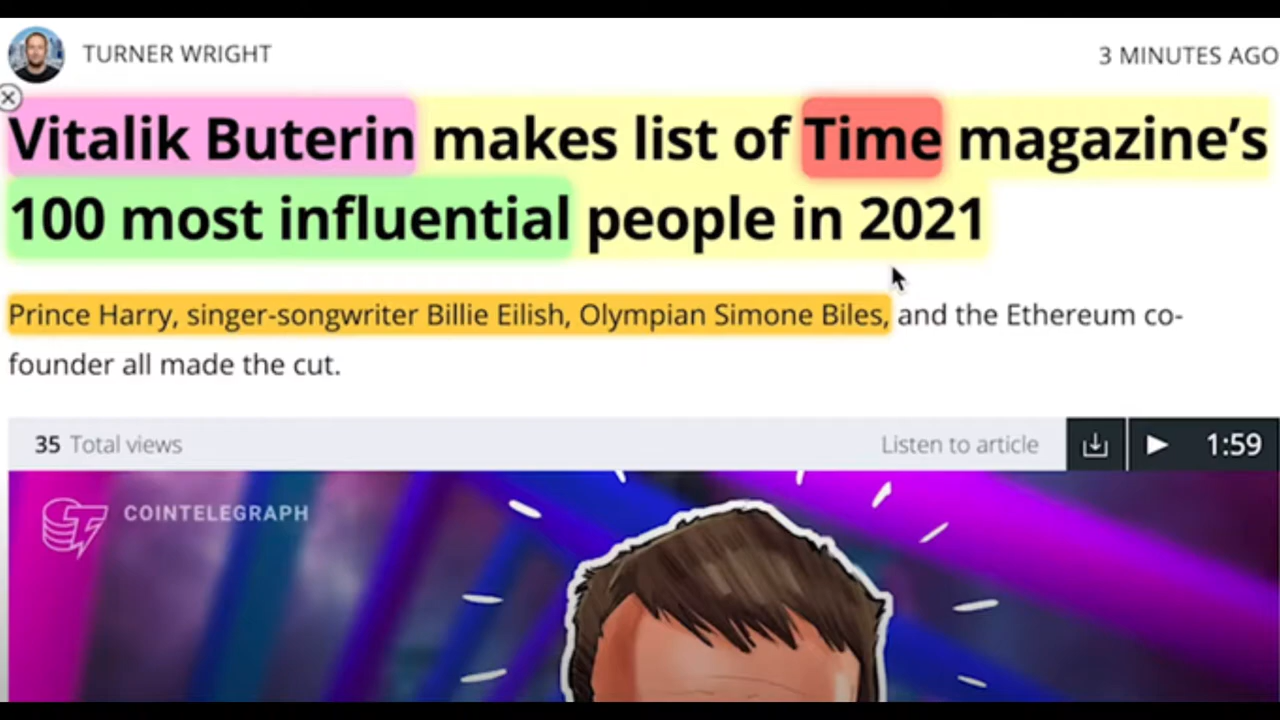 TURNER WRIGHT
3 MINUTES AGO
Vitalik Buterin makes list of Time magazine’s
100 most influential people in 2021
Prince Harry, singer-songwriter Billie Eilish, Olympian Simone Biles, and the Ethereum co-
founder all made the cut.
35 Total views
Listen to article
1:59
COINTELEGRAPH